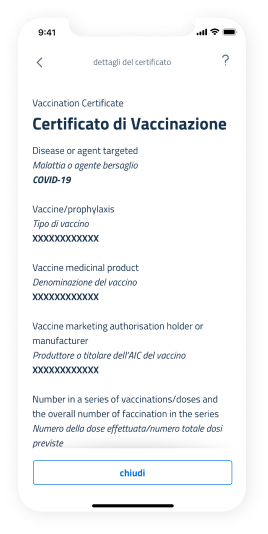 9:41
dettagli del certificato
?
Vaccination Certificate
Certificato di Vaccinazione
Disease or agent targeted
Malattia o agente bersaglio
COVID-19
Vaccine/prophylaxis
Tipo di vaccino
XXXXXXXXXXXX
Vaccine medicinal product
Denominazione del vaccino
XXXXXXXXXXXX
Vaccine marketing authorisation holder or
manufacturer
Produttore o titolare dell'AIC del vaccino
XXXXXXXXXXXX
Number in a series of vaccinations/doses and
the overall number of faccination in the series
Numero della dose effettuata/numero totale dosi
previste
chiudi